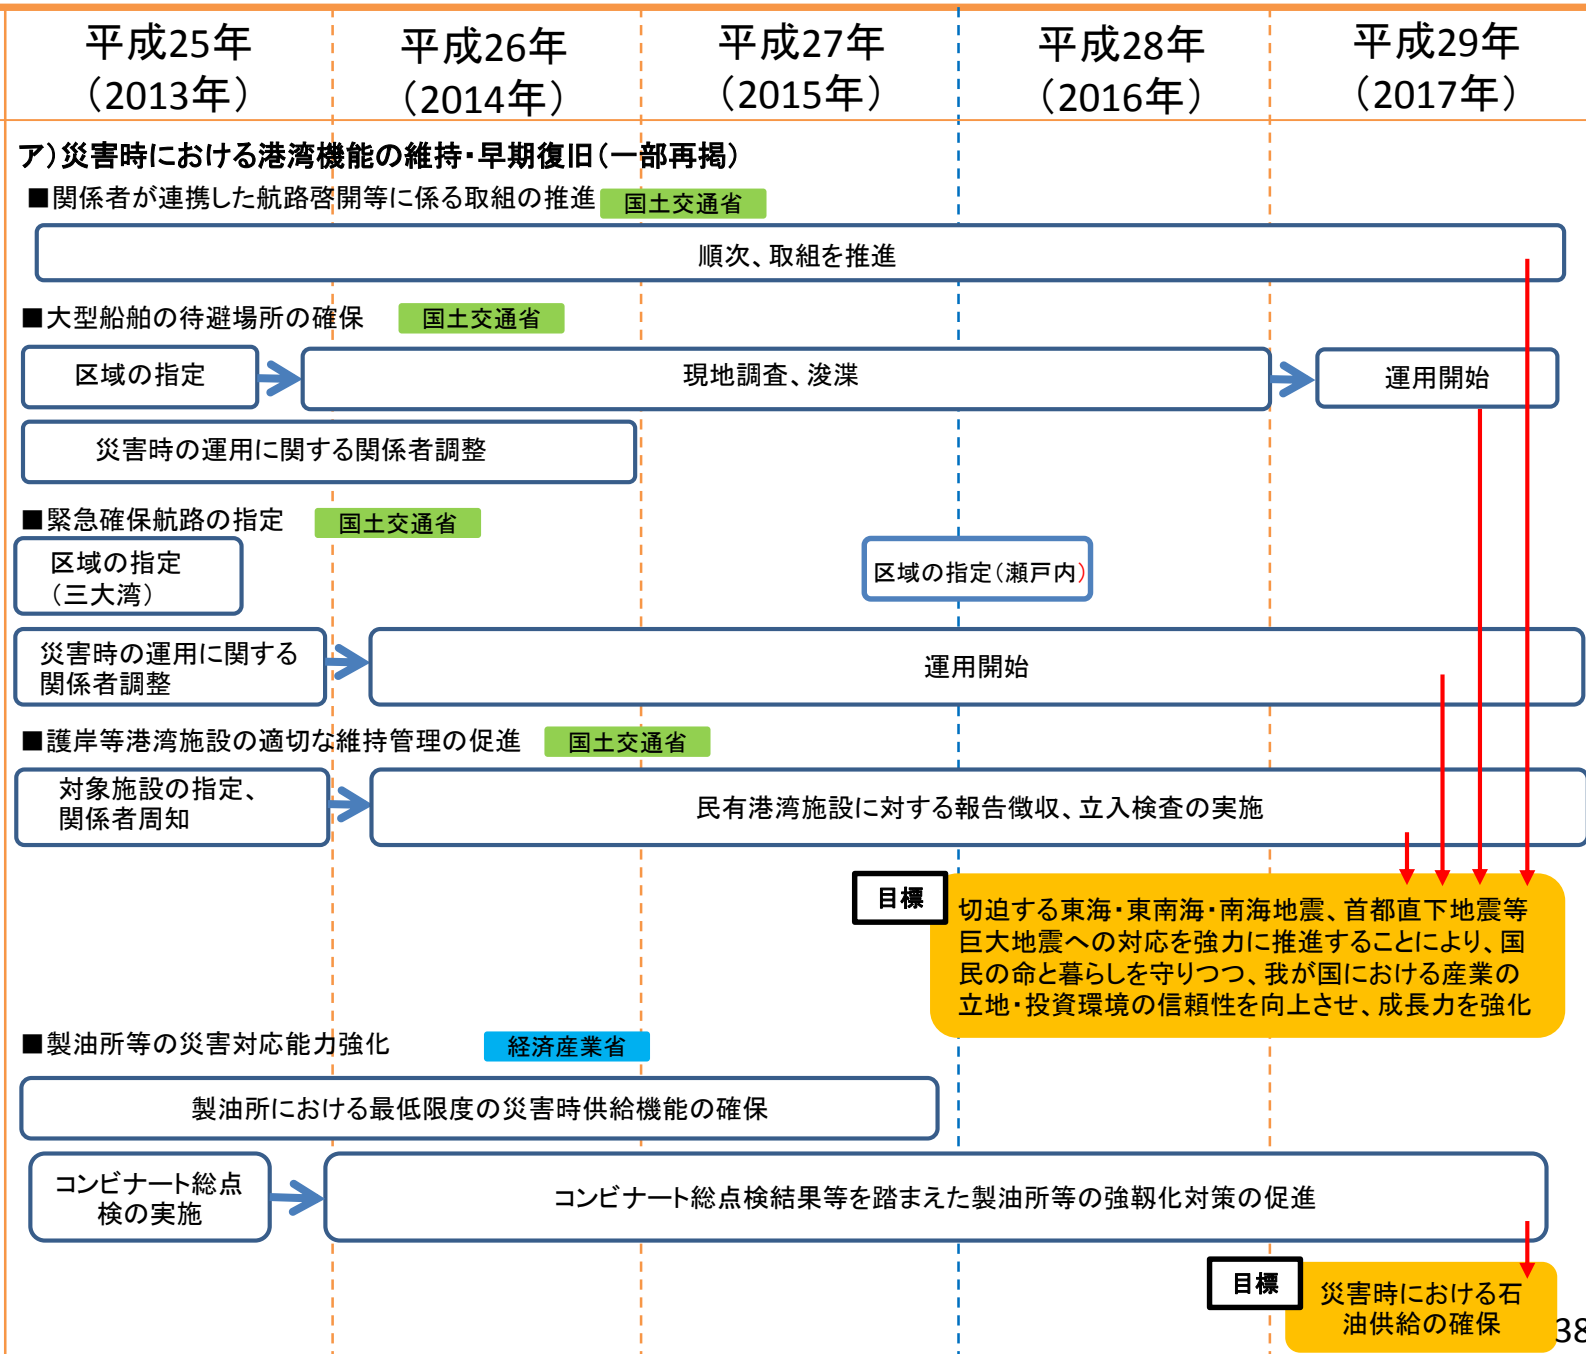 平成25年
（2013年）
平成26年
（2014年）
平成27年
（2015年）
平成28年
（2016年）
平成29年
（2017年）
ア）災害時における港湾機能の維持・早期復旧（一部再掲）
■関係者が連携した航路啓開等に係る取組の推進
国土交通省
順次、取組を推進
■大型船舶の待避場所の確保
国土交通省
区域の指定
現地調査、浚渫
運用開始
災害時の運用に関する関係者調整
■緊急確保航路の指定
国土交通省
区域の指定
（三大湾）
区域の指定（瀬戸内）
災害時の運用に関する
関係者調整
運用開始
■護岸等港湾施設の適切な維持管理の促進
国土交通省
対象施設の指定、
関係者周知
民有港湾施設に対する報告徴収、立入検査の実施
目標
切迫する東海・東南海・南海地震、首都直下地震等
巨大地震への対応を強力に推進することにより、国
民の命と暮らしを守りつつ、我が国における産業の
立地・投資環境の信頼性を向上させ、成長力を強化
■製油所等の災害対応能力強化
経済産業省
製油所における最低限度の災害時供給機能の確保
コンビナート総点
検の実施
コンビナート総点検結果等を踏まえた製油所等の強靱化対策の促進
目標
災害時における石
油供給の確保
38